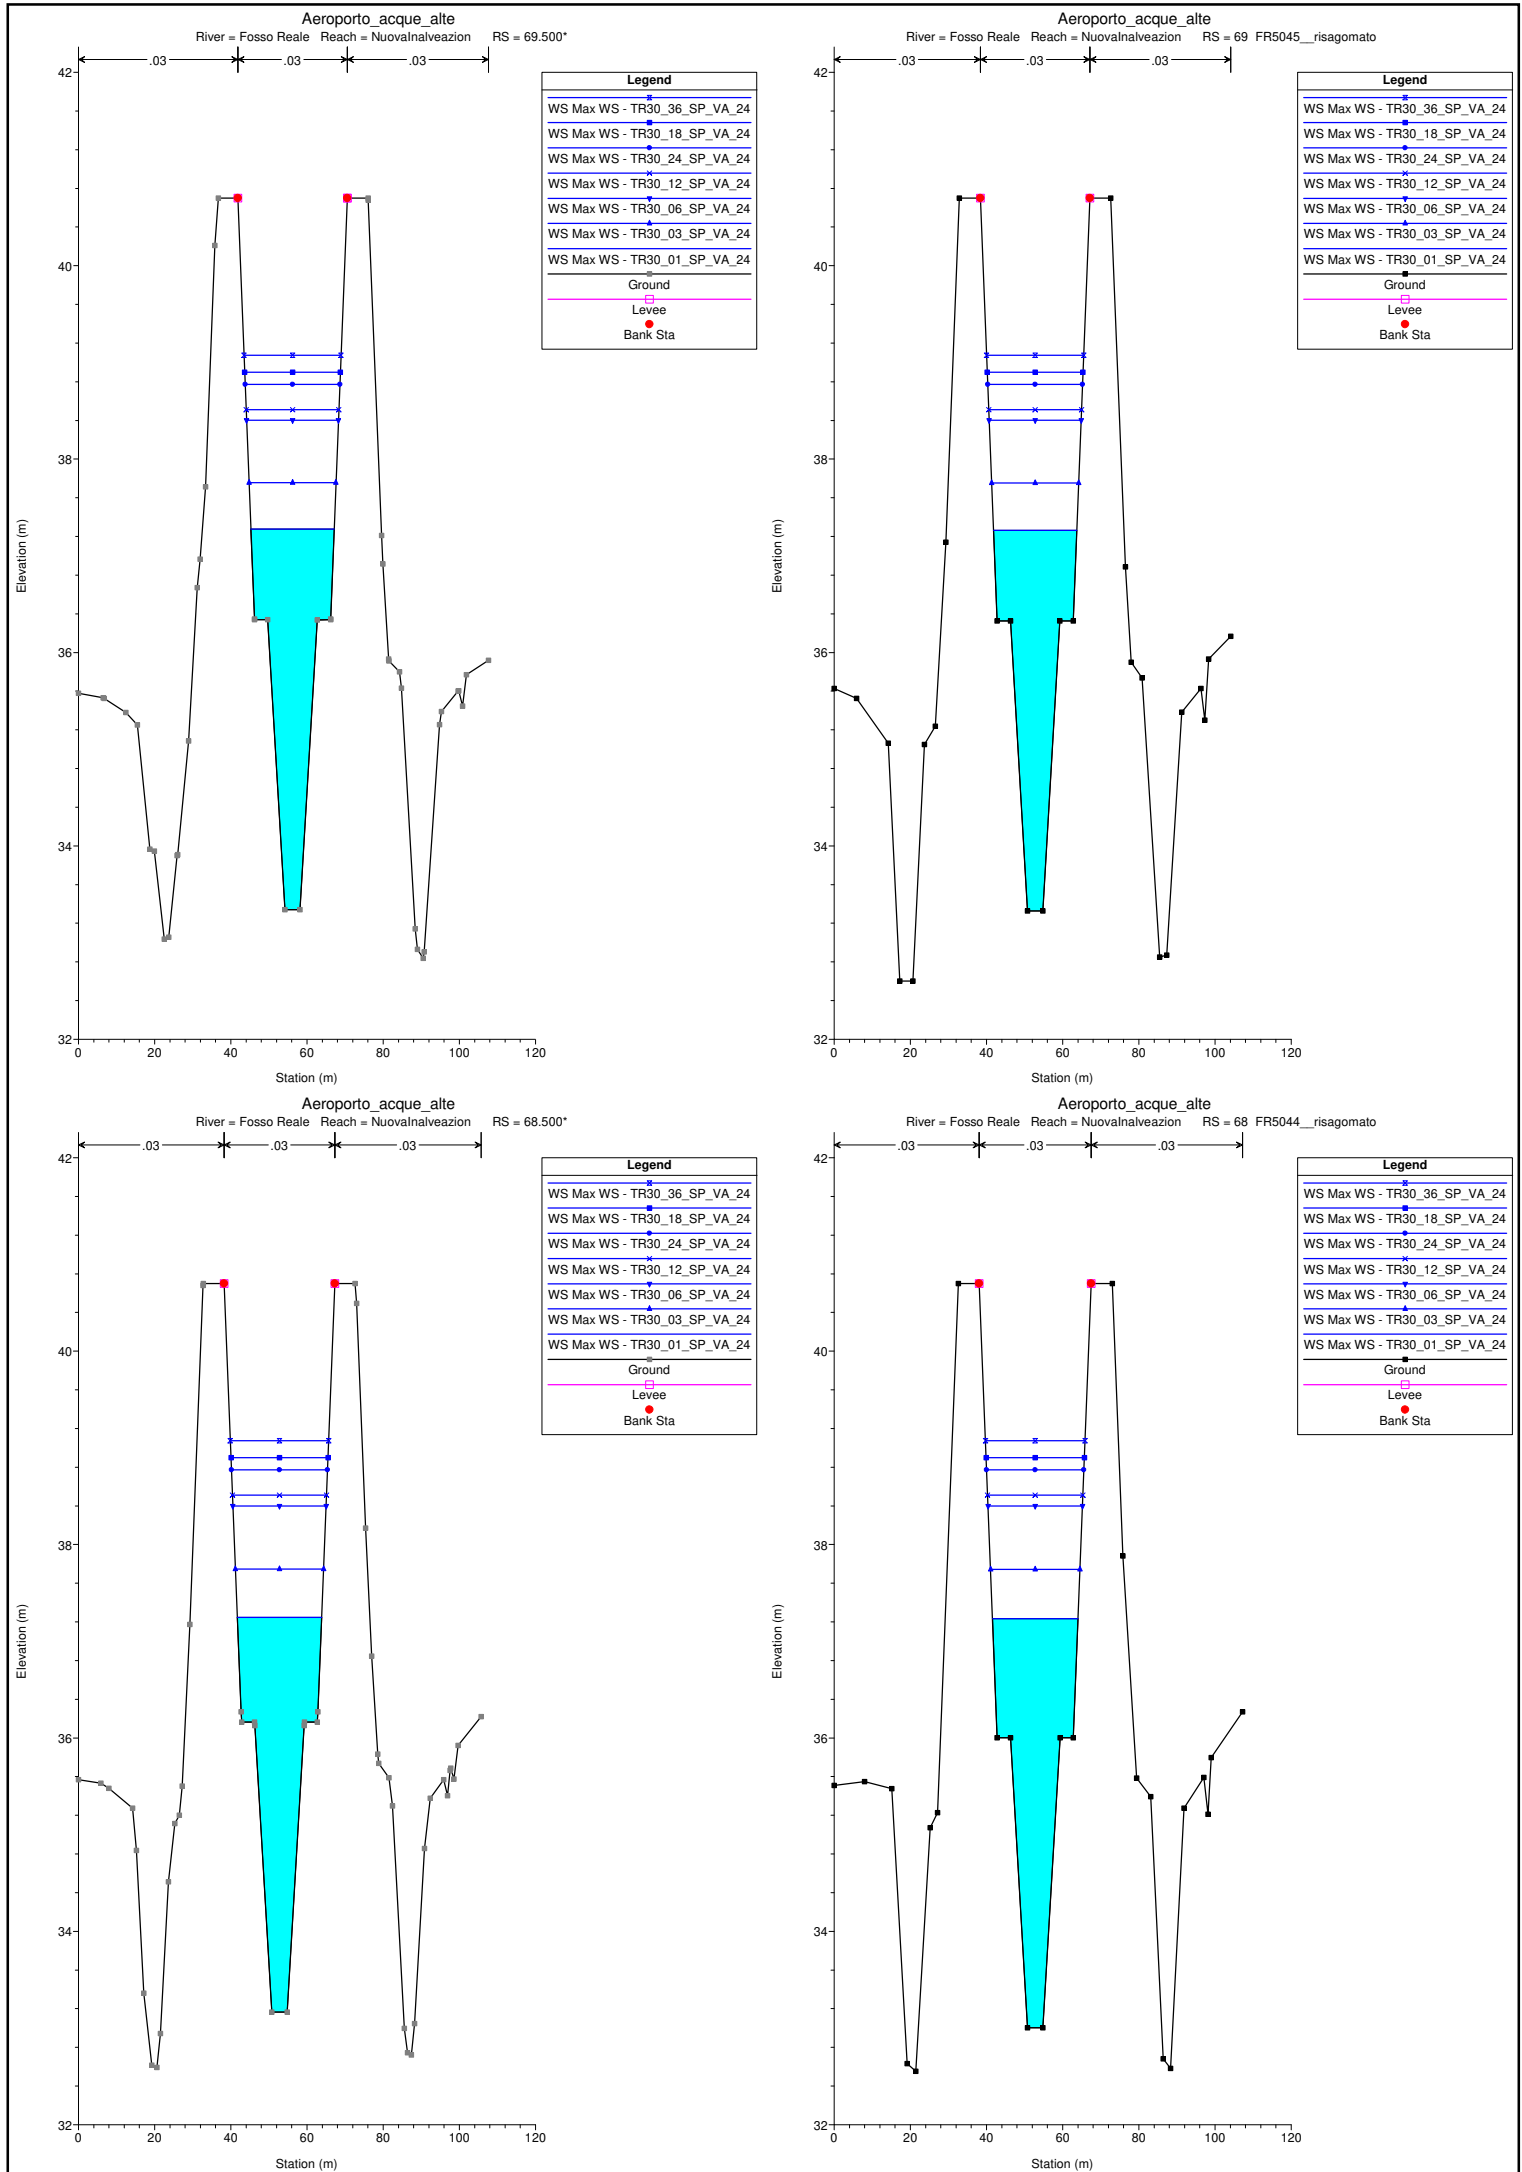 Aeroporto_acque_alte
River = Fosso Reale Reach = NuovaInalveazion RS = 69.500*
.03 .03 .03
42
40
38
36
34
32
Elevation (m)
0 20 40 60 80 100 120
Station (m)
Legend
WS Max WS - TR30_36_SP_VA_24
WS Max WS - TR30_18_SP_VA_24
WS Max WS - TR30_24_SP_VA_24
WS Max WS - TR30_12_SP_VA_24
WS Max WS - TR30_06_SP_VA_24
WS Max WS - TR30_03_SP_VA_24
WS Max WS - TR30_01_SP_VA_24
Ground
Levee
Bank Sta
Aeroporto_acque_alte
River = Fosso Reale Reach = NuovaInalveazion RS = 69 FR5045__risagomato
.03 .03 .03
42
40
38
36
34
32
Elevation (m)
0 20 40 60 80 100 120
Station (m)
Legend
WS Max WS - TR30_36_SP_VA_24
WS Max WS - TR30_18_SP_VA_24
WS Max WS - TR30_24_SP_VA_24
WS Max WS - TR30_12_SP_VA_24
WS Max WS - TR30_06_SP_VA_24
WS Max WS - TR30_03_SP_VA_24
WS Max WS - TR30_01_SP_VA_24
Ground
Levee
Bank Sta
Aeroporto_acque_alte
River = Fosso Reale Reach = NuovaInalveazion RS = 68.500*
.03 .03 .03
42
40
38
36
34
32
Elevation (m)
0 20 40 60 80 100 120
Station (m)
Legend
WS Max WS - TR30_36_SP_VA_24
WS Max WS - TR30_18_SP_VA_24
WS Max WS - TR30_24_SP_VA_24
WS Max WS - TR30_12_SP_VA_24
WS Max WS - TR30_06_SP_VA_24
WS Max WS - TR30_03_SP_VA_24
WS Max WS - TR30_01_SP_VA_24
Ground
Levee
Bank Sta
Aeroporto_acque_alte
River = Fosso Reale Reach = NuovaInalveazion RS = 68 FR5044__risagomato
.03 .03 .03
42
40
38
36
34
32
Elevation (m)
0 20 40 60 80 100 120
Station (m)
Legend
WS Max WS - TR30_36_SP_VA_24
WS Max WS - TR30_18_SP_VA_24
WS Max WS - TR30_24_SP_VA_24
WS Max WS - TR30_12_SP_VA_24
WS Max WS - TR30_06_SP_VA_24
WS Max WS - TR30_03_SP_VA_24
WS Max WS - TR30_01_SP_VA_24
Ground
Levee
Bank Sta